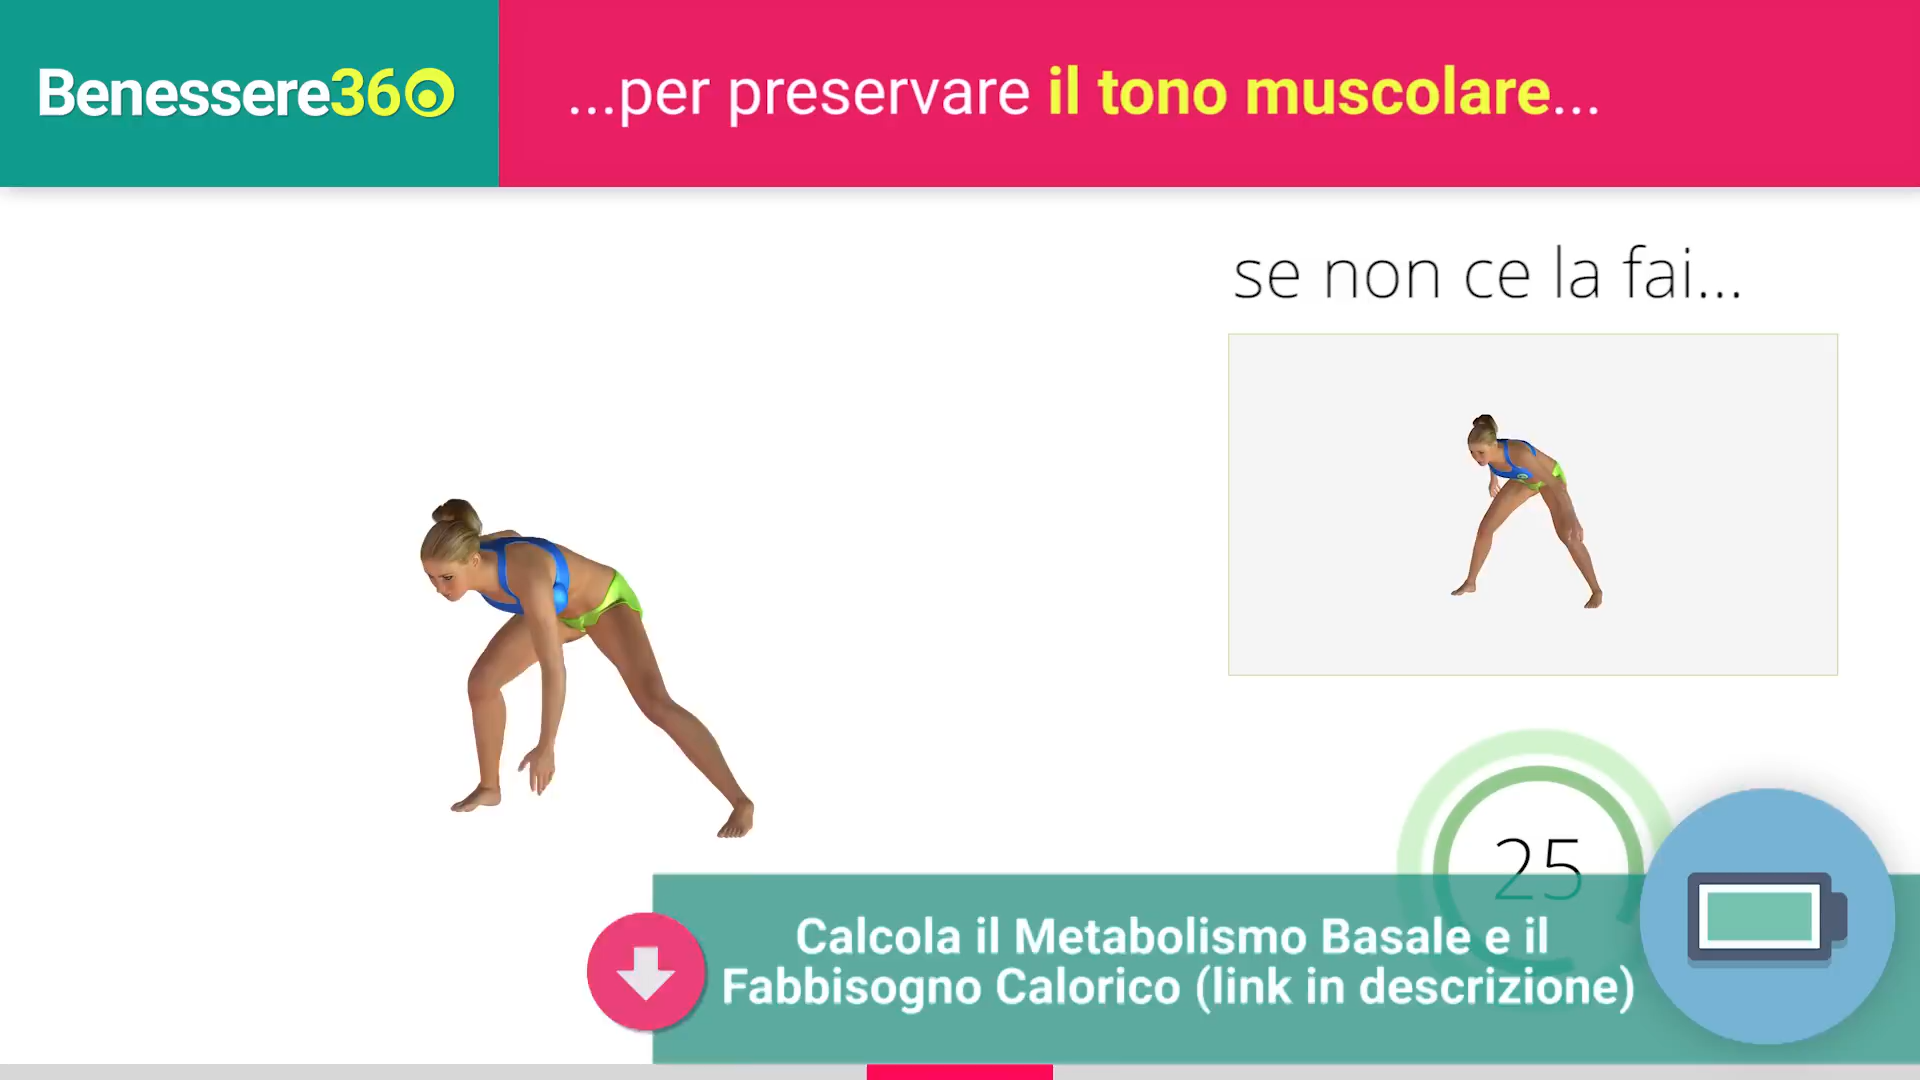 Benessere360
...per preservare il tono muscolare...
se non ce la fai...
25
Calcola il Metabolismo Basale e il
Fabbisogno Calorico (link in descrizione)